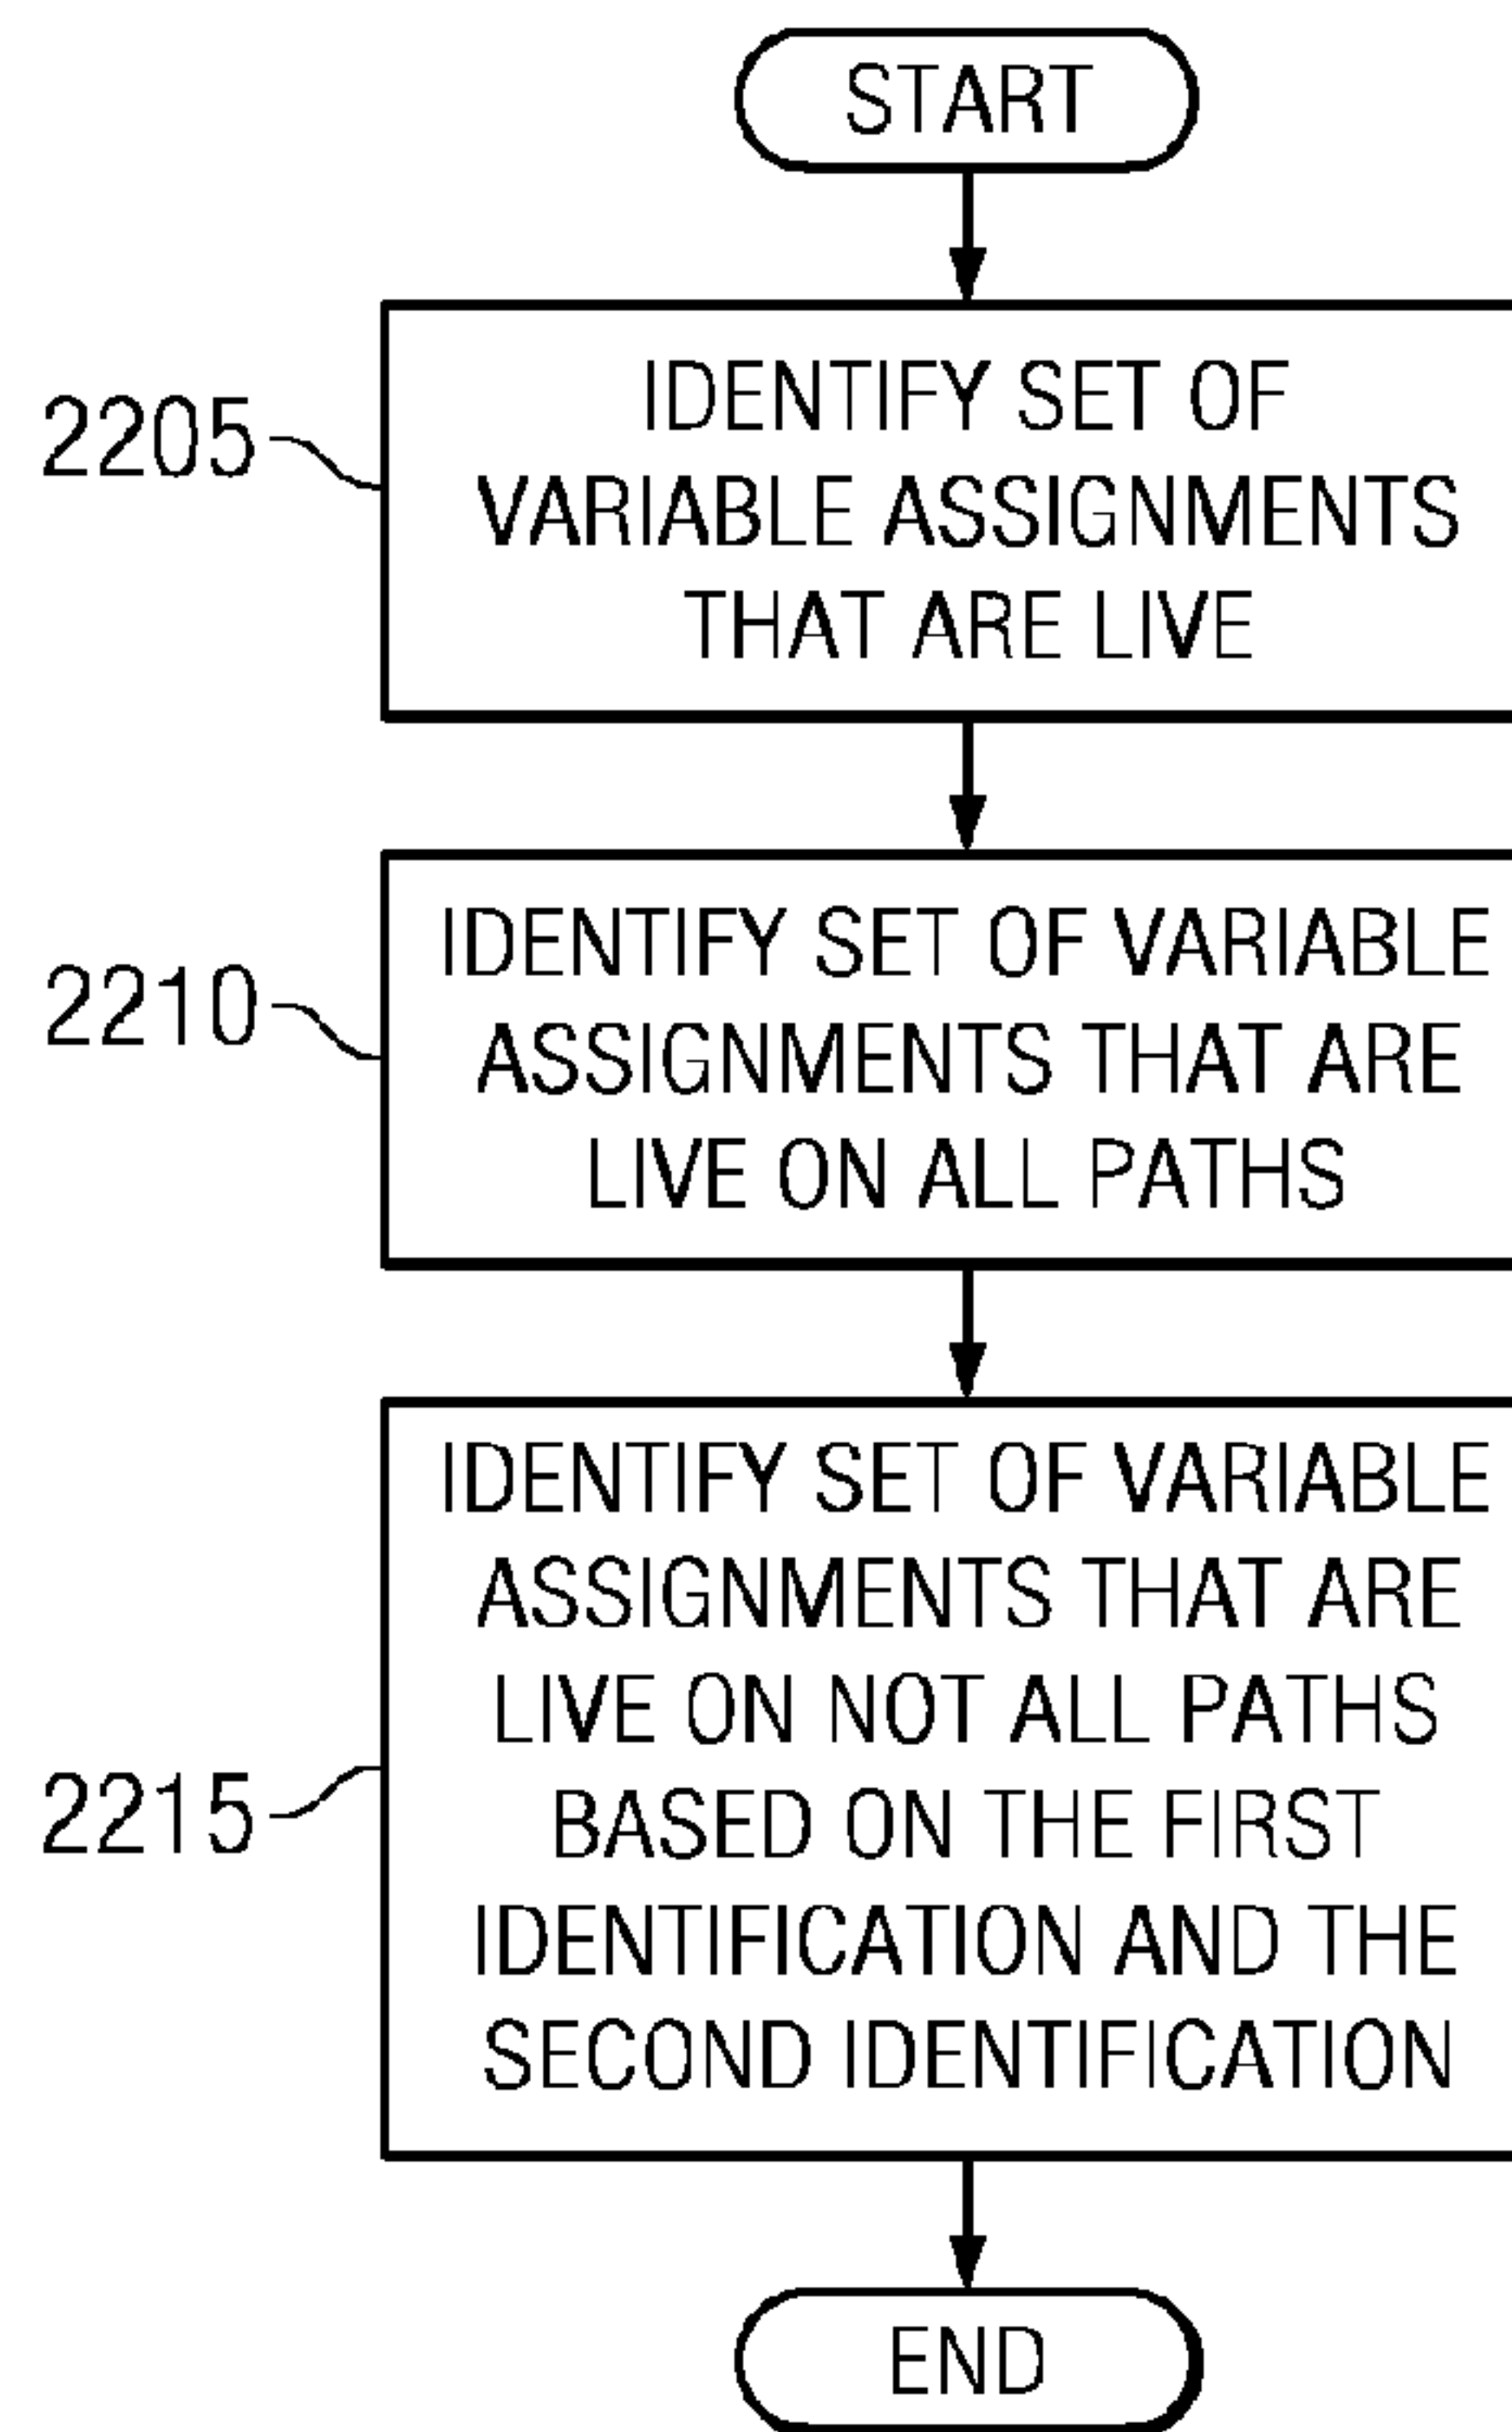 START
2205
IDENTIFY SET OF
VARIABLE ASSIGNMENTS
THAT ARE LIVE
2210
IDENTIFY SET OF VARIABLE
ASSIGNMENTS THAT ARE
LIVE ON ALL PATHS
2215
IDENTIFY SET OF VARIABLE
ASSIGNMENTS THAT ARE
LIVE ON NOT ALL PATHS
BASED ON THE FIRST
IDENTIFICATION AND THE
SECOND IDENTIFICATION
END